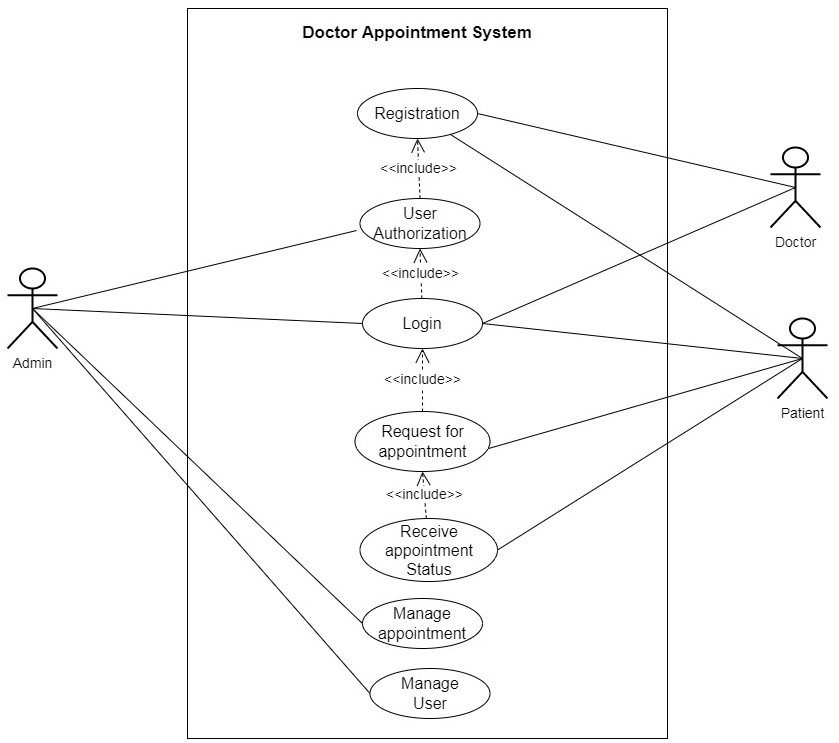 Doctor Appointment System
Registration
<<include>>
User
Authorization
Doctor
<<include>>
Login
Admin
<<include>>
Patient
Request for
appointment
<<include>>
Receive
appointment
Status
Manage
appointment
Manage
User